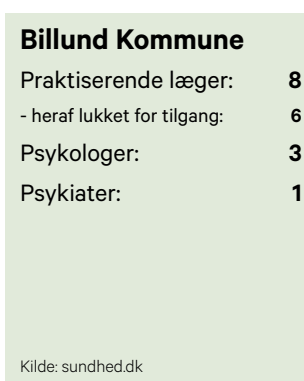 Billund Kommune
Praktiserende læger: 8
- heraf lukket for tilgang: 6
Psykologer: 3
Psykiater: 1
Kilde: sundhed.dk